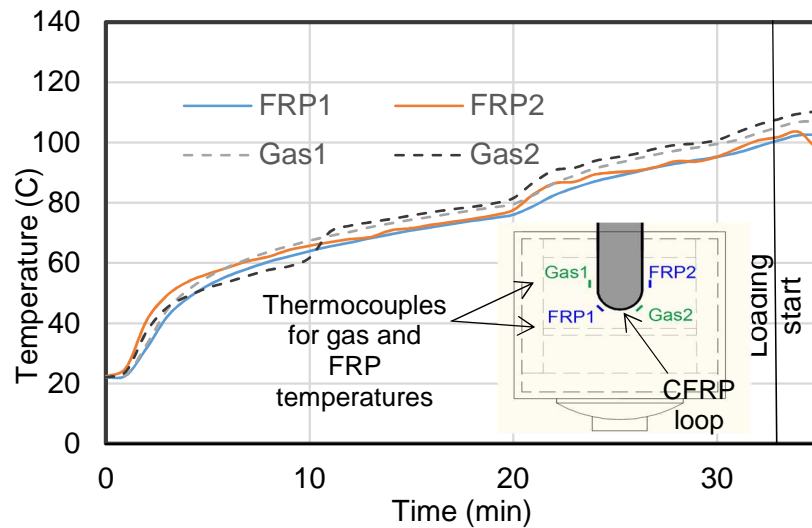 140
120
100
80
60
40
20
0
Temperature (C)
FRP1
FRP2
Gas1
Gas2
Gas1
FRP2
FRP1
Gas2
Thermocouples
for gas and
FRP
temperatures
CFRP
loop
Loading
start
0
10
20
30
Time (min)